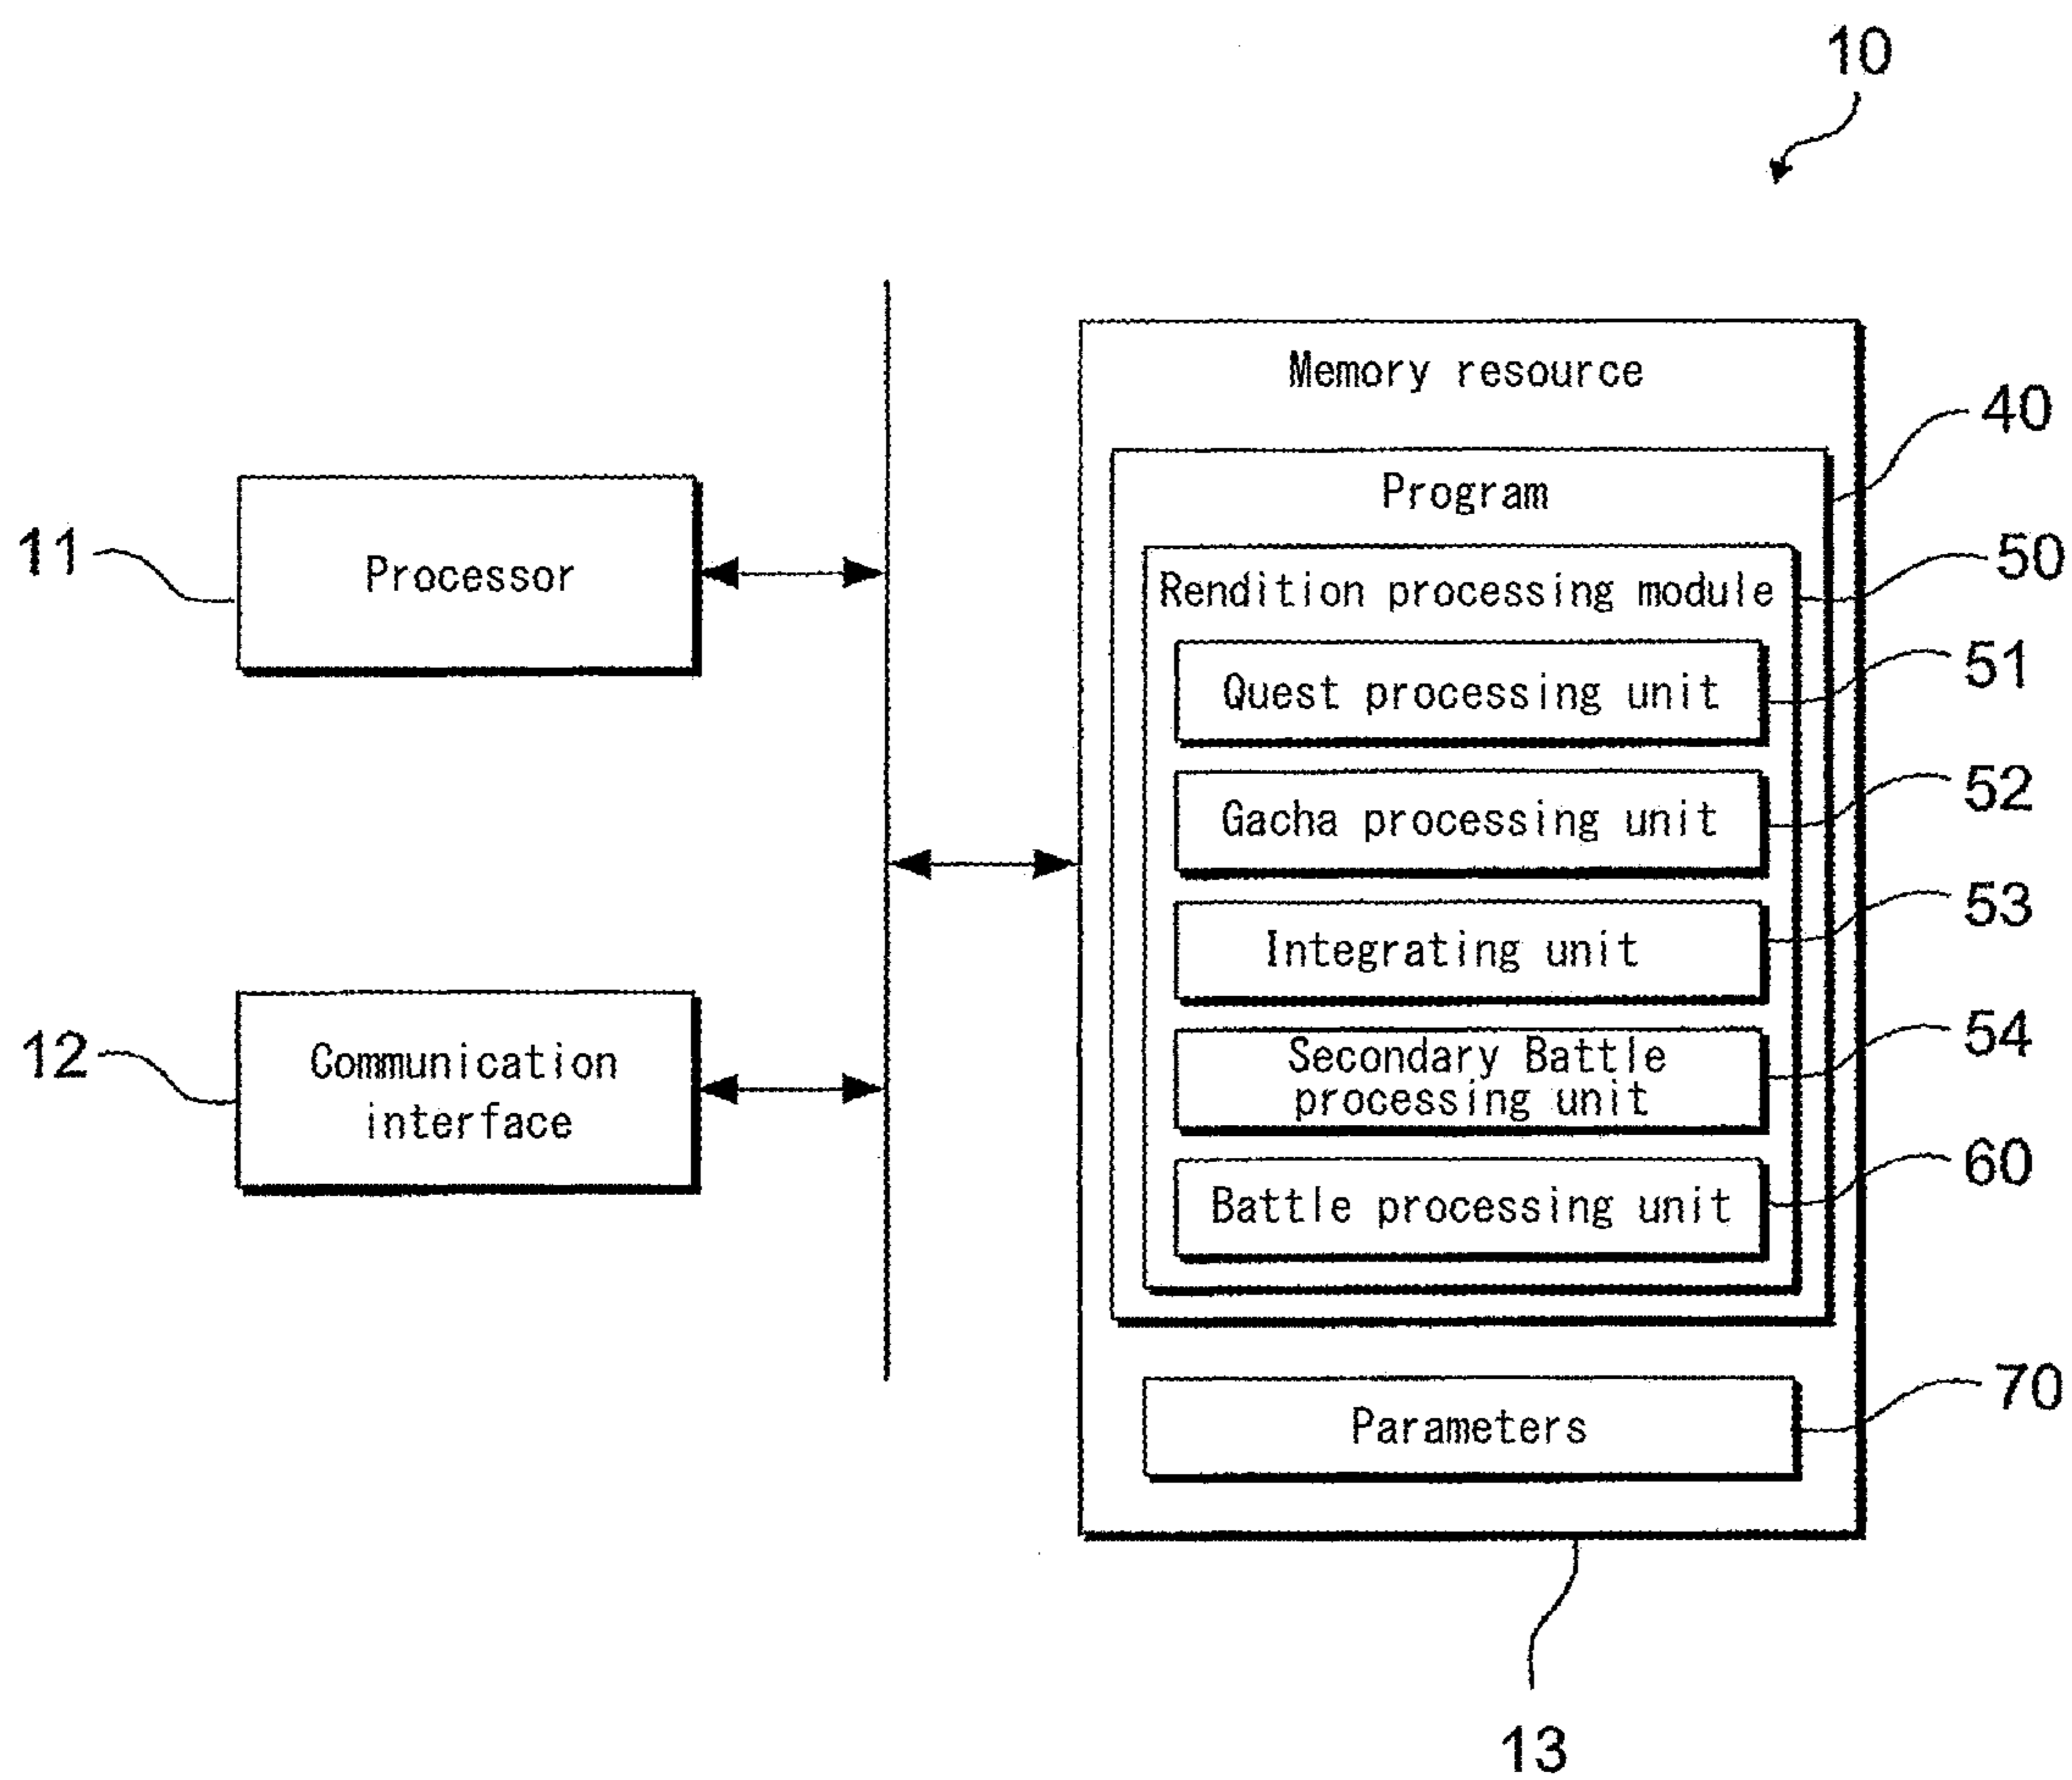 10
Memory resource
40
Program
50
Rendition processing module
11
Processor
51
Quest processing unit
52
Gacha processing unit
53
Integrating unit
54
Secondary Battle
processing unit
12
Communication
interface
60
Battle processing unit
70
Parameters
13